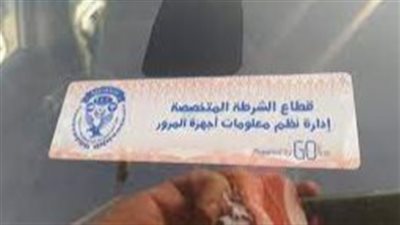 قطاع الشرطة المتخصصة
إدارة نظم معلومات أجهزة المرور
Powered by GO